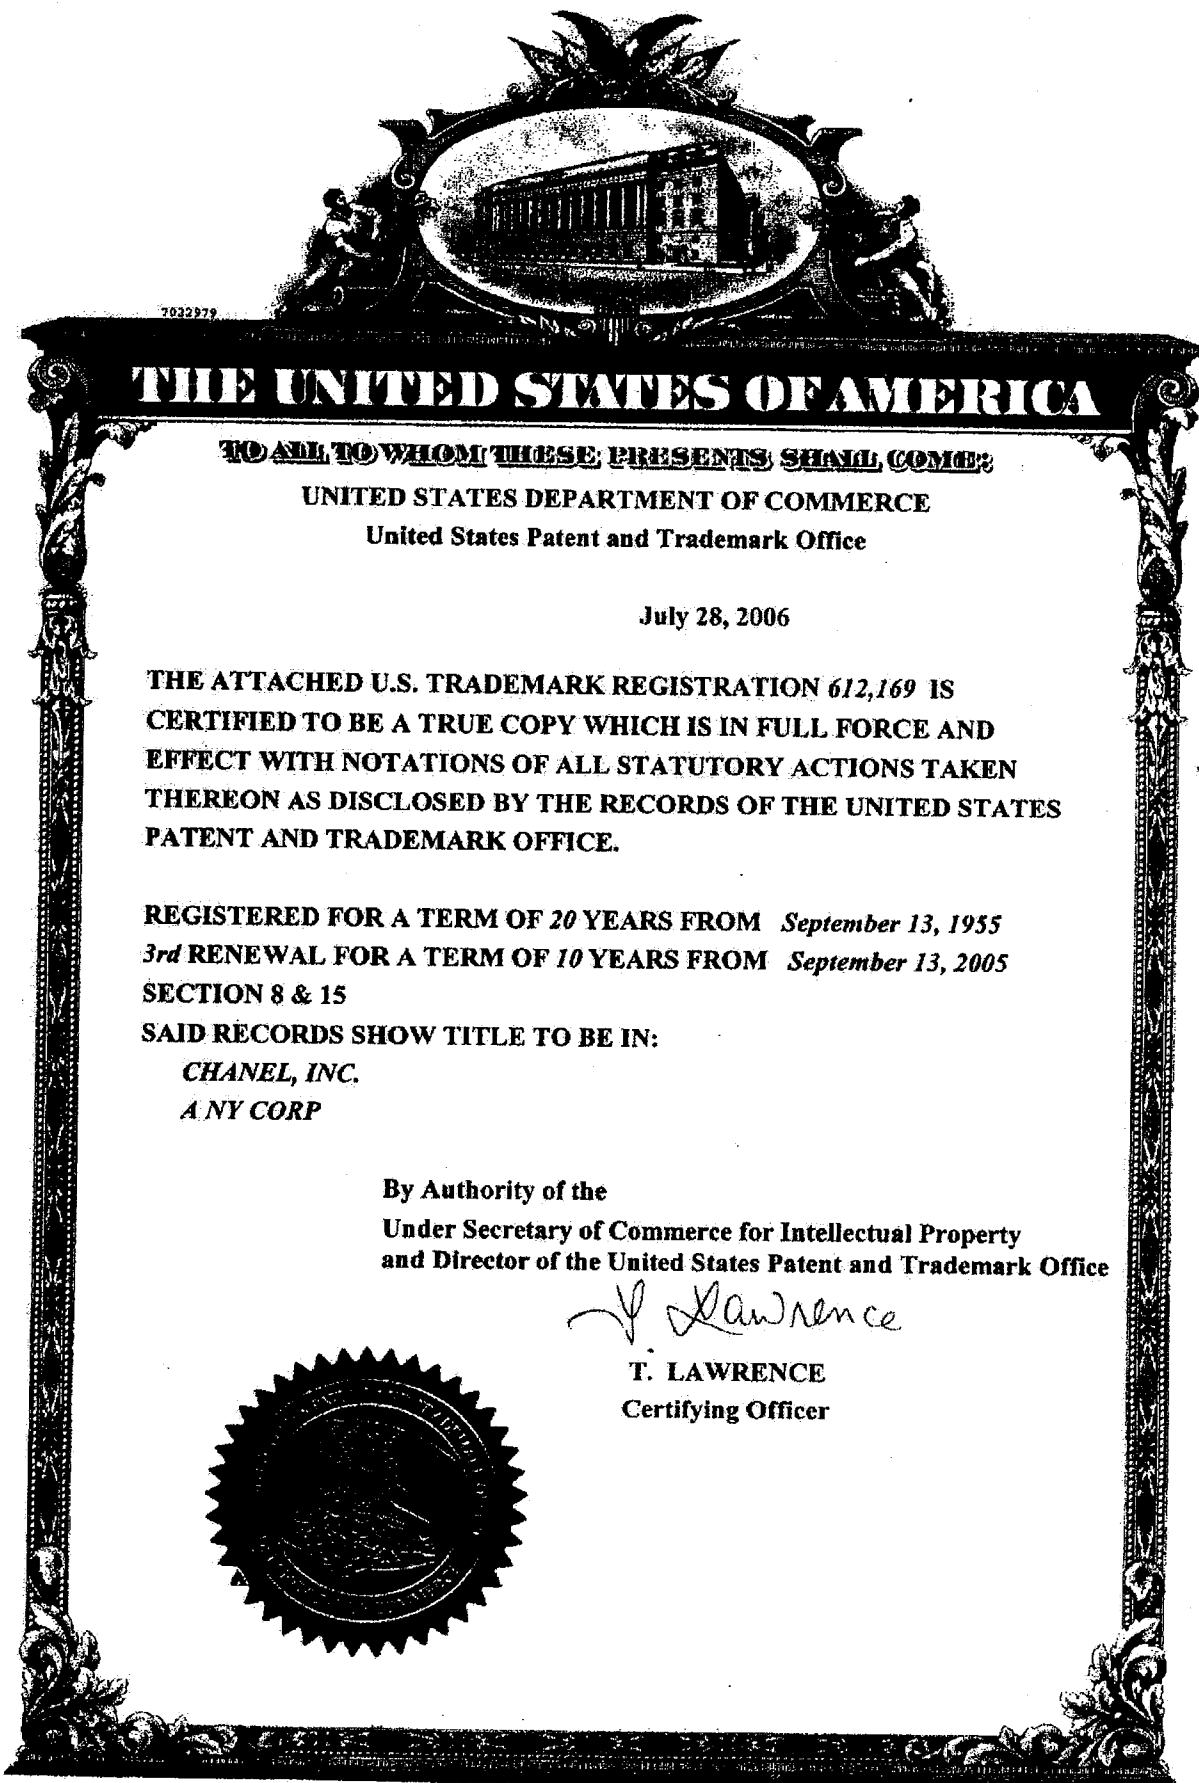 7022979
THE UNITED STATES OF AMERICA
TO ALL TO WHOM THESE PRESENTS SHALL COME:
UNITED STATES DEPARTMENT OF COMMERCE
United States Patent and Trademark Office
July 28, 2006
THE ATTACHED U.S. TRADEMARK REGISTRATION 612,169 IS
CERTIFIED TO BE A TRUE COPY WHICH IS IN FULL FORCE AND
EFFECT WITH NOTATIONS OF ALL STATUTORY ACTIONS TAKEN
THEREON AS DISCLOSED BY THE RECORDS OF THE UNITED STATES
PATENT AND TRADEMARK OFFICE.
REGISTERED FOR A TERM OF 20 YEARS FROM September 13, 1955
3rd RENEWAL FOR A TERM OF 10 YEARS FROM September 13, 2005
SECTION 8 & 15
SAID RECORDS SHOW TITLE TO BE IN:
CHANEL, INC.
A NY CORP
By Authority of the
Under Secretary of Commerce for Intellectual Property
and Director of the United States Patent and Trademark Office
T Lawrence
T. LAWRENCE
Certifying Officer